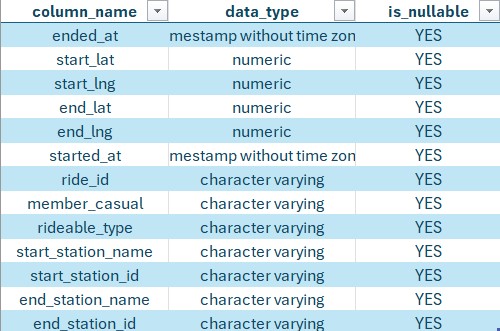 column_name data_type is_nullable
ended_at mestamp without time zon YES
start_lat numeric YES
start_lng numeric YES
end_lat numeric YES
end_lng numeric YES
started_at mestamp without time zon YES
ride_id character varying YES
member_casual character varying YES
rideable_type character varying YES
start_station_name character varying YES
start_station_id character varying YES
end_station_name character varying YES
end_station_id character varying YES